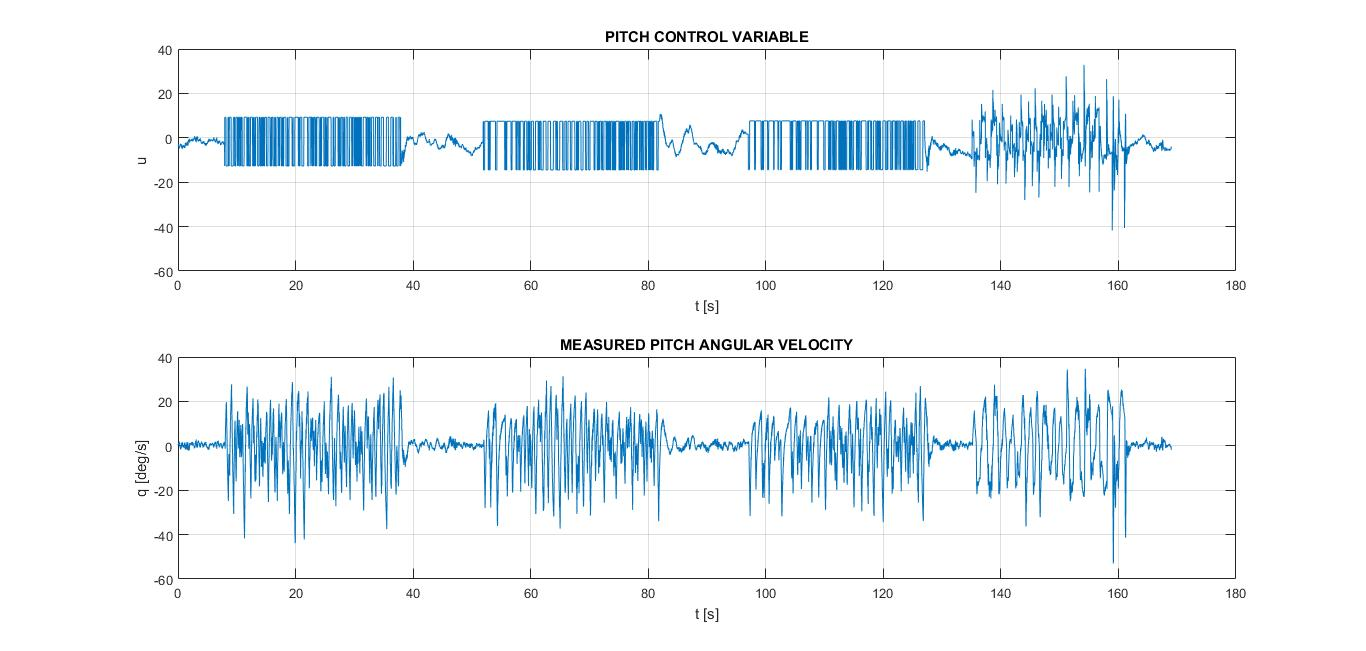 PITCH CONTROL VARIABLE
40
20
0
-20
-40
-60
u
0 20 40 60 80 100 120 140 160 180
t [s]
MEASURED PITCH ANGULAR VELOCITY
40
20
0
-20
-40
-60
q [deg/s]
0 20 40 60 80 100 120 140 160 180
t [s]